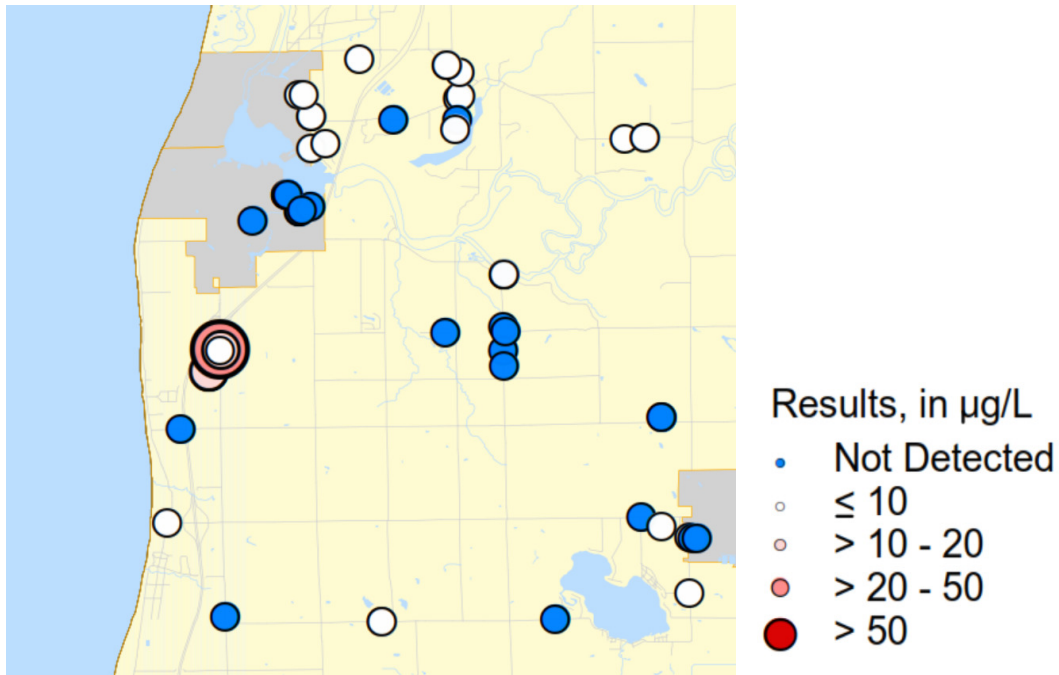 Results, in µg/L
Not Detected
≤ 10
> 10 - 20
> 20 - 50
> 50